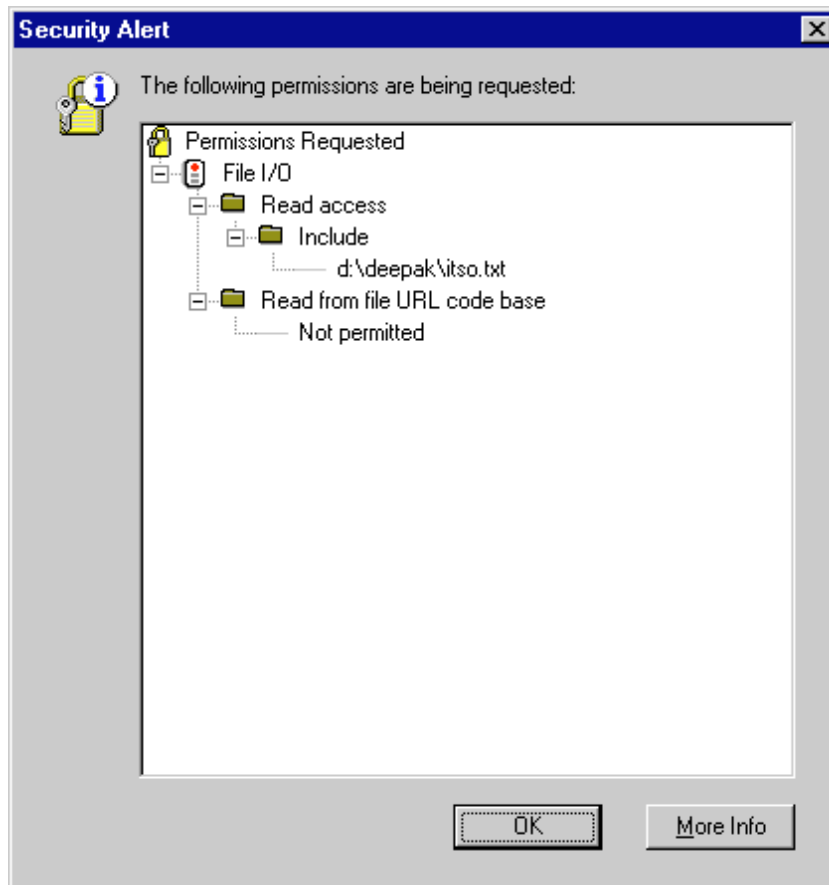 Security Alert
The following permissions are being requested:
Permissions Requested
File I/O
Read access
Include
d:\deepak\itso.txt
Read from file URL code base
Not permitted
OK
More Info